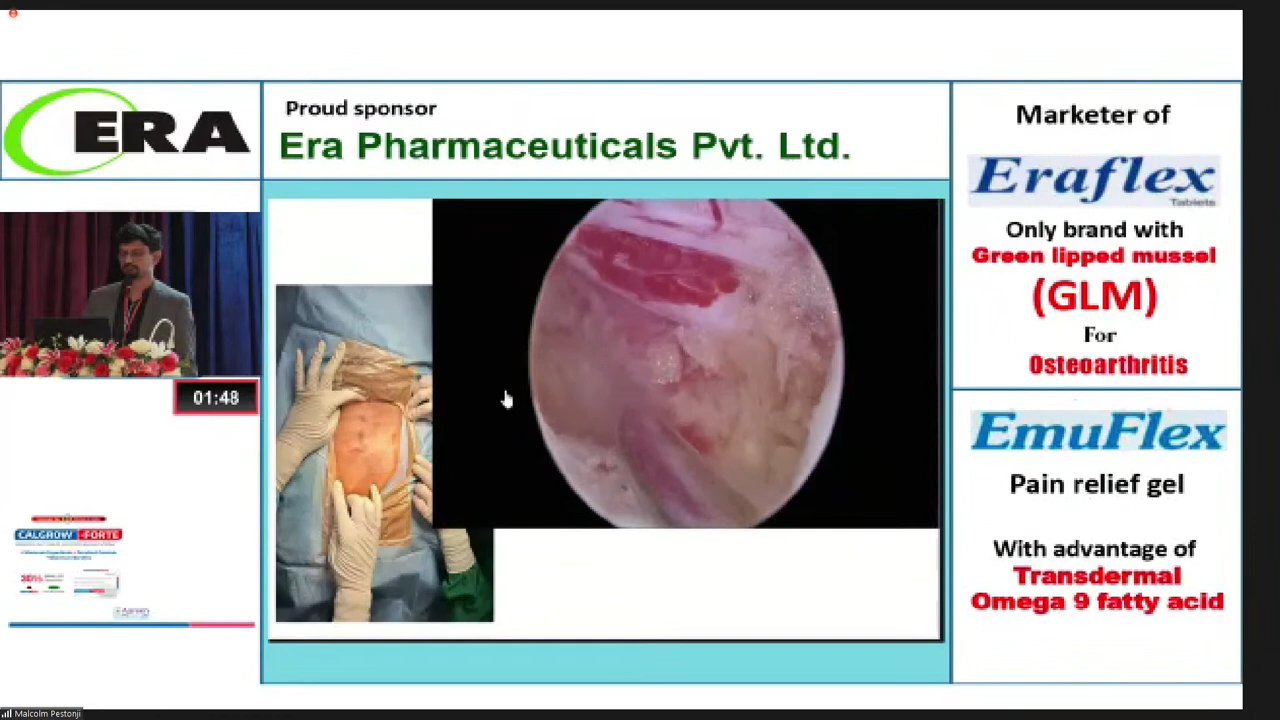 ERA
Proud sponsor
Era Pharmaceuticals Pvt. Ltd.
01:48
CALGROW-FORTE
30%
Marketer of
Eraflex
Tablets
Only brand with
Green lipped mussel
(GLM)
For
Osteoarthritis
EmuFlex
Pain relief gel
With advantage of
Transdermal
Omega 9 fatty acid
Malcolm Pestonji